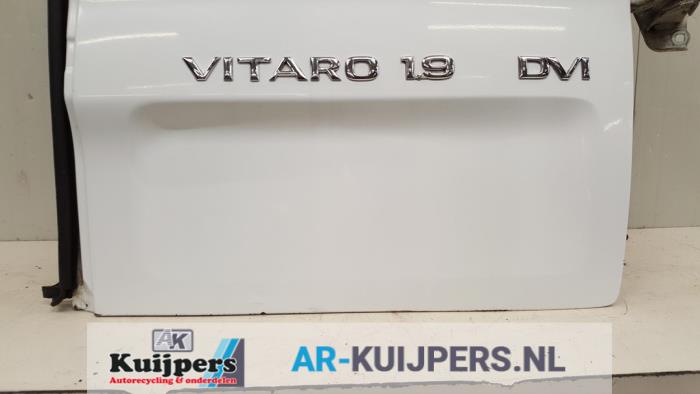 VITARO 1.9 DVI
AK
Kuijpers
Autorecycling & onderdelen
AR-KUIJPERS.NL